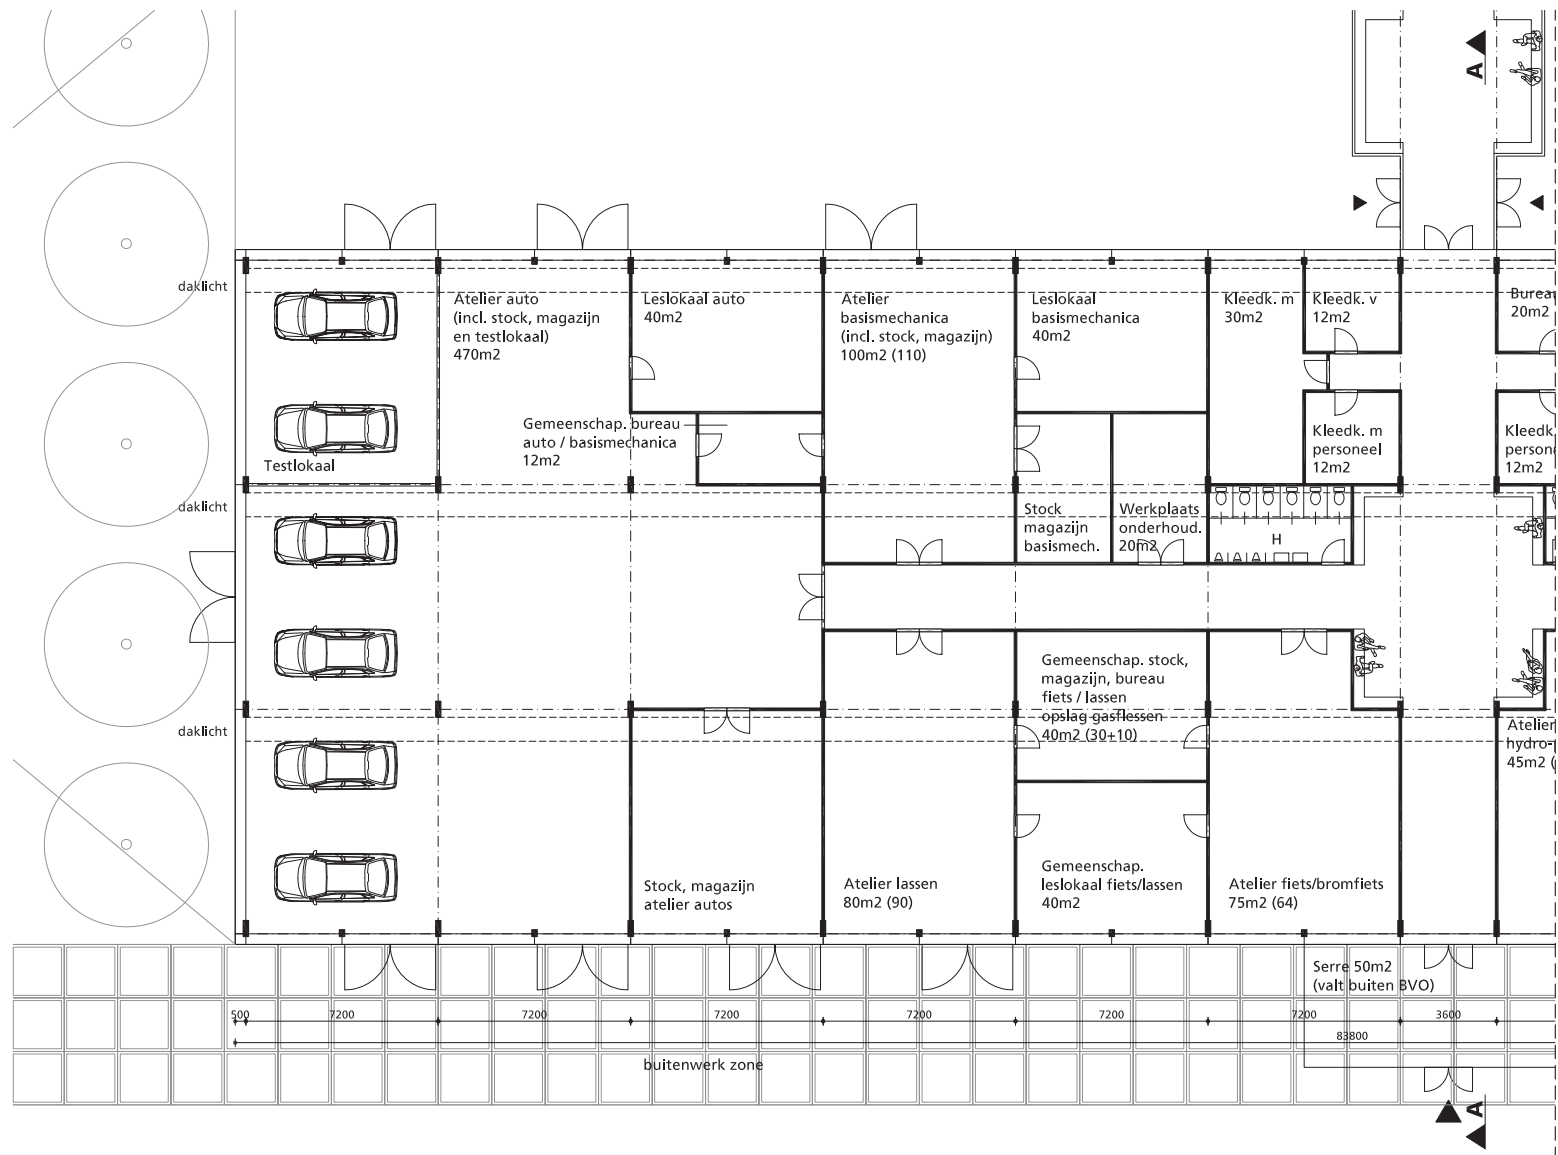 A
daklicht
Atelier auto
(incl. stock, magazijn
en testlokaal)
470m2
Leslokaal auto
40m2
Atelier
basismechanica
(incl. stock, magazijn)
100m2 (110)
Leslokaal
basismechanica
40m2
Kleedk. m
30m2
Kleedk. v
12m2
Bureau
20m2
Gemeenschap. bureau
auto / basismechanica
12m2
Testlokaal
Kleedk. m
personeel
12m2
Kleedk.
person
12m2
daklicht
Stock
magazijn
basismech.
Werkplaats
onderhoud.
20m2
H
Gemeenschap. stock,
magazijn, bureau
fiets / lassen
opslag gasflessen
40m2 (30+10)
daklicht
Atelier
hydro-
45m2 (
Stock, magazijn
atelier autos
Atelier lassen
80m2 (90)
Gemeenschap.
leslokaal fiets/lassen
40m2
Atelier fiets/bromfiets
75m2 (64)
Serre 50m2
(valt buiten BVO)
500 7200 7200 7200 7200 7200 7200 3600
83800
buitenwerk zone
A